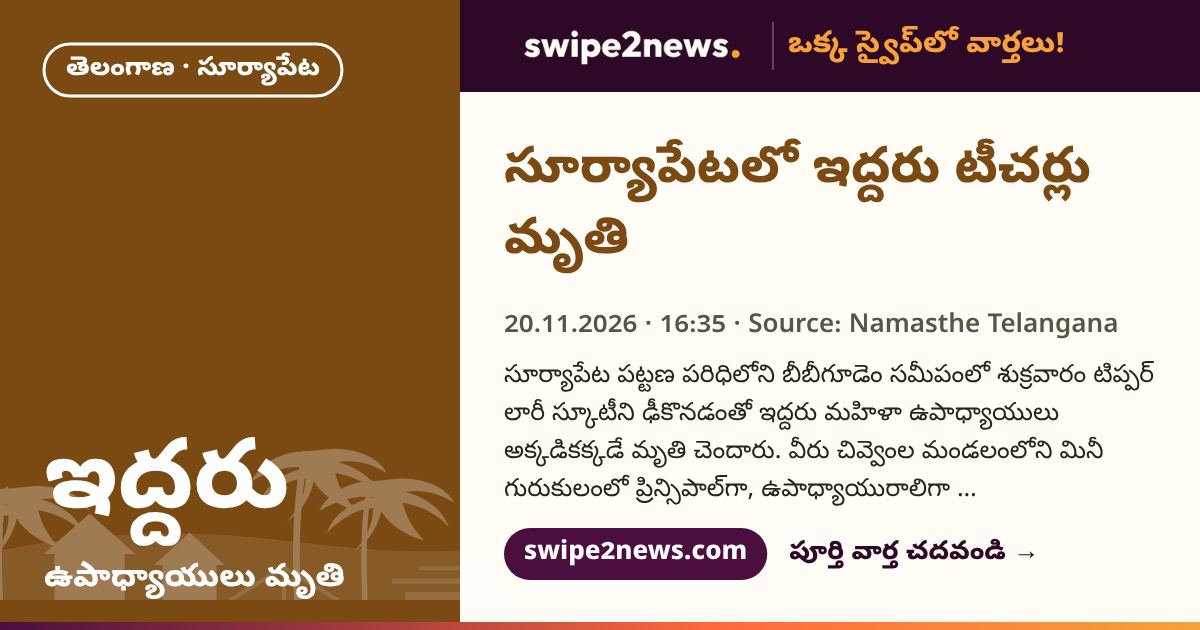 తెలంగాణ · సూర్యాపేట
ఇద్దరు
ఉపాధ్యాయులు మృతి
swipe2news. ఒక్క స్వైప్‌లో వార్తలు!
సూర్యాపేటలో ఇద్దరు టీచర్లు
మృతి
20.11.2026 · 16:35 · Source: Namasthe Telangana
సూర్యాపేట పట్టణ పరిధిలోని బీబీగూడెం సమీపంలో శుక్రవారం టిప్పర్
లారీ స్కూటీని ఢీకొనడంతో ఇద్దరు మహిళా ఉపాధ్యాయులు
అక్కడికక్కడే మృతి చెందారు. వీరు చివ్వెంల మండలంలోని మినీ
గురుకులంలో ప్రిన్సిపాల్‌గా, ఉపాధ్యాయురాలిగా ...
swipe2news.com పూర్తి వార్త చదవండి →